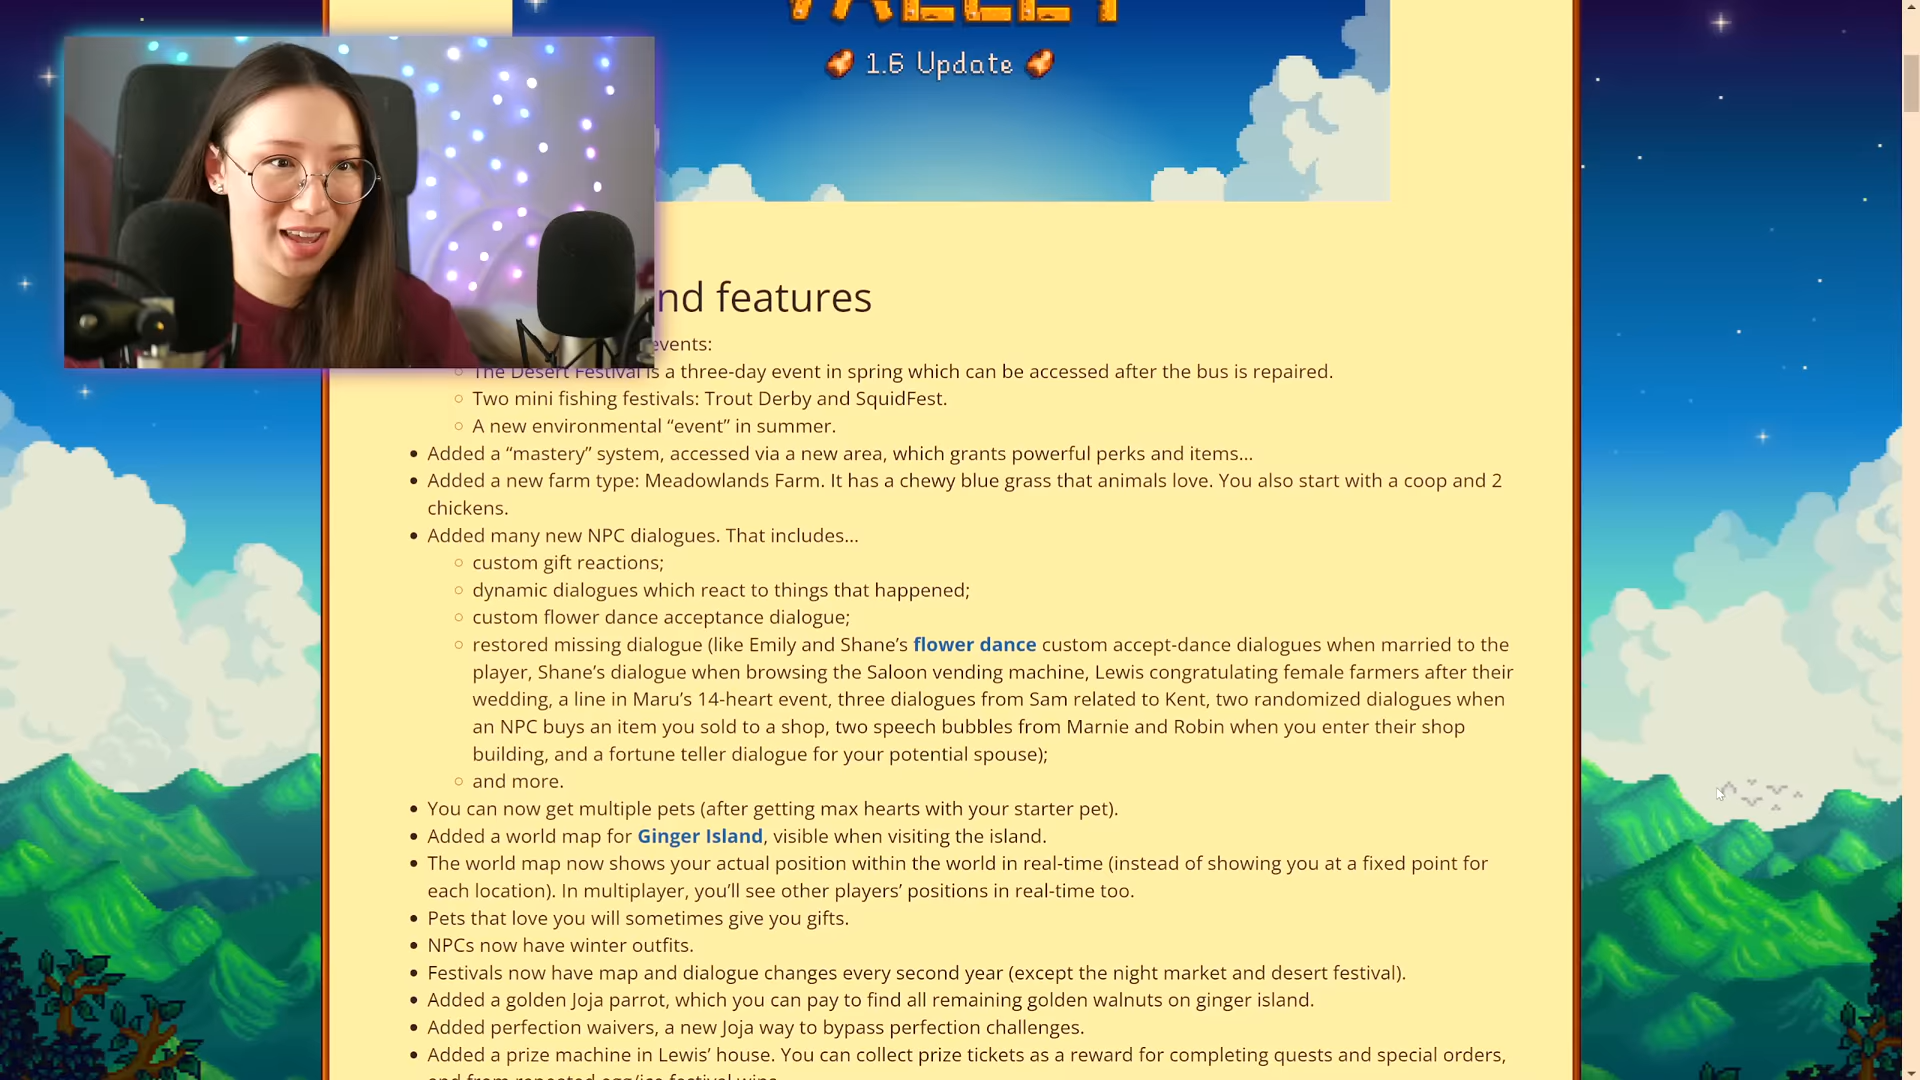 VALLEY
1.6 Update
nd features
events:
The Desert Festival is a three-day event in spring which can be accessed after the bus is repaired.
Two mini fishing festivals: Trout Derby and SquidFest.
A new environmental “event” in summer.
Added a “mastery” system, accessed via a new area, which grants powerful perks and items...
Added a new farm type: Meadowlands Farm. It has a chewy blue grass that animals love. You also start with a coop and 2
chickens.
Added many new NPC dialogues. That includes...
custom gift reactions;
dynamic dialogues which react to things that happened;
custom flower dance acceptance dialogue;
restored missing dialogue (like Emily and Shane’s flower dance custom accept-dance dialogues when married to the
player, Shane’s dialogue when browsing the Saloon vending machine, Lewis congratulating female farmers after their
wedding, a line in Maru’s 14-heart event, three dialogues from Sam related to Kent, two randomized dialogues when
an NPC buys an item you sold to a shop, two speech bubbles from Marnie and Robin when you enter their shop
building, and a fortune teller dialogue for your potential spouse);
and more.
You can now get multiple pets (after getting max hearts with your starter pet).
Added a world map for Ginger Island, visible when visiting the island.
The world map now shows your actual position within the world in real-time (instead of showing you at a fixed point for
each location). In multiplayer, you’ll see other players’ positions in real-time too.
Pets that love you will sometimes give you gifts.
NPCs now have winter outfits.
Festivals now have map and dialogue changes every second year (except the night market and desert festival).
Added a golden Joja parrot, which you can pay to find all remaining golden walnuts on ginger island.
Added perfection waivers, a new Joja way to bypass perfection challenges.
Added a prize machine in Lewis’ house. You can collect prize tickets as a reward for completing quests and special orders,